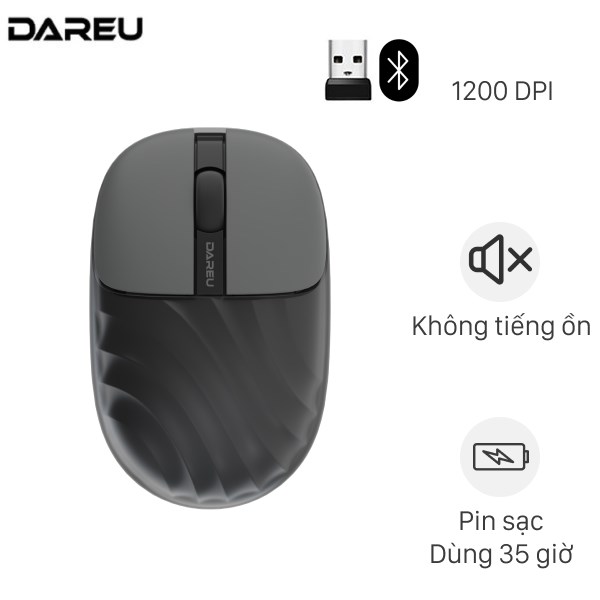 DAREU
1200 DPI
DAREU
Không tiếng ồn
Pin sạc
Dùng 35 giờ